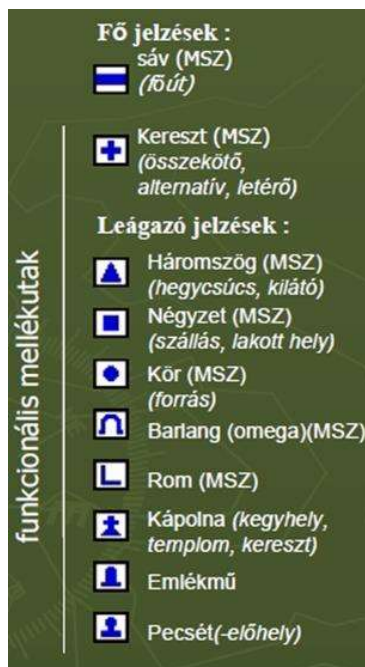 Fő jelzések :
sáv (MSZ)
(főút)
Kereszt (MSZ)
(összekötő,
alternatív, letérő)
Leágazó jelzések :
Háromszög (MSZ)
(hegycsúcs, kilátó)
Négyzet (MSZ)
(szállás, lakott hely)
Kör (MSZ)
(forrás)
Barlang (omega)(MSZ)
Rom (MSZ)
Kápolna (kegyhely,
templom, kereszt)
Emlékmű
Pecsét(-előhely)
funkcionális mellékutak